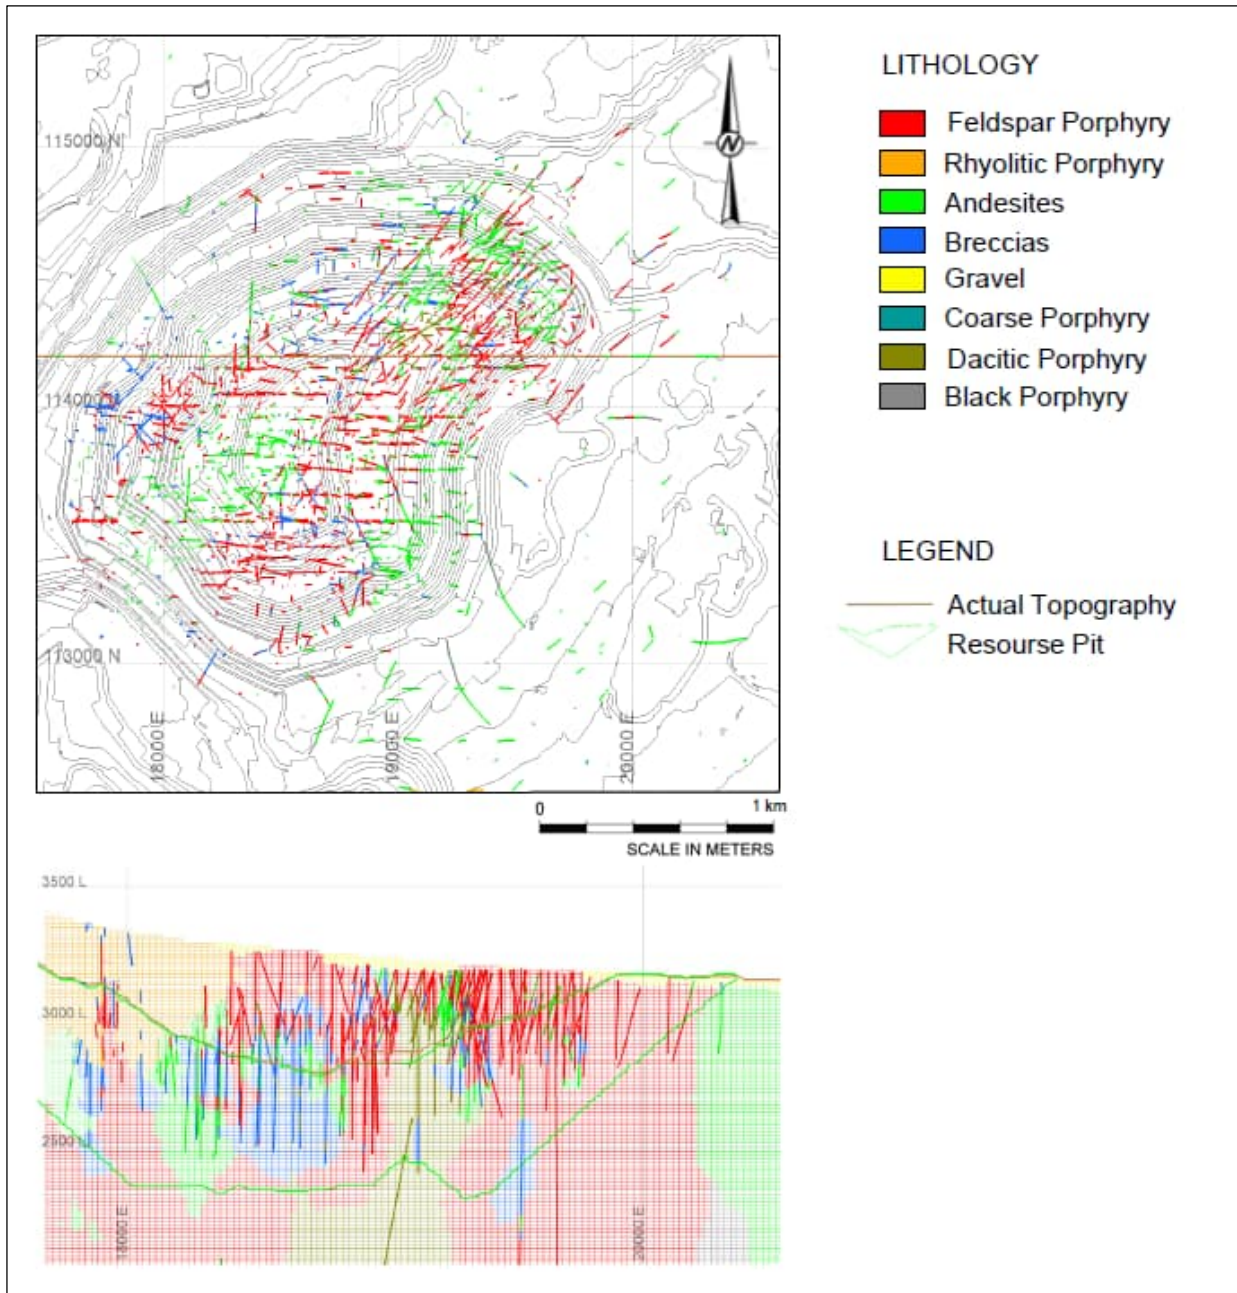 LITHOLOGY
Feldspar Porphyry
Rhyolitic Porphyry
Andesites
Breccias
Gravel
Coarse Porphyry
Dacitic Porphyry
Black Porphyry
LEGEND
Actual Topography
Resourse Pit
N
115000 N
114000 N
113000 N
18000 E
19000 E
20000 E
0 1 km
SCALE IN METERS
3500 L
3000 L
2500 L
18000 E
20000 E